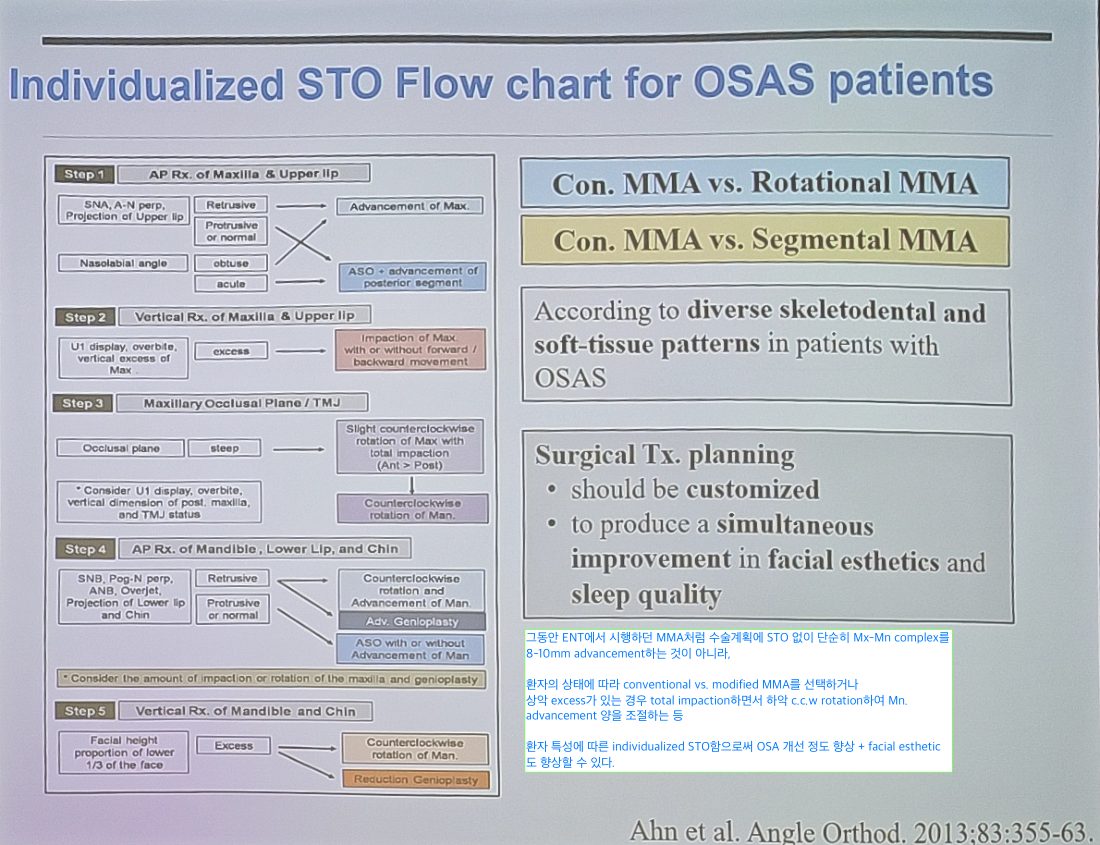 Individualized STO Flow chart for OSAS patients
Step 1
AP Rx. of Maxilla & Upper lip
SNA, A-N perp,
Projection of Upper lip
Retrusive
Protrusive
or normal
Advancement of Max.
Nasolabial angle
obtuse
acute
ASO + advancement of
posterior segment
Step 2
Vertical Rx. of Maxilla & Upper lip
U1 display, overbite,
vertical excess of
Max .
excess
Impaction of Max.
with or without forward /
backward movement
Step 3
Maxillary Occlusal Plane / TMJ
Occlusal plane
steep
Slight counterclockwise
rotation of Max with
total impaction
(Ant > Post)
* Consider U1 display, overbite,
vertical dimension of post. maxilla,
and TMJ status
Counterclockwise
rotation of Man.
Step 4
AP Rx. of Mandible, Lower Lip, and Chin
SNB, Pog-N perp,
ANB, Overjet,
Projection of Lower lip
and Chin
Retrusive
Protrusive
or normal
Counterclockwise
rotation and
Advancement of Man.
Adv. Genioplasty
ASO with or without
Advancement of Man
* Consider the amount of impaction or rotation of the maxilla and genioplasty
Step 5
Vertical Rx. of Mandible and Chin
Facial height
proportion of lower
1/3 of the face
Excess
Counterclockwise
rotation of Man.
Reduction Genioplasty
Con. MMA vs. Rotational MMA
Con. MMA vs. Segmental MMA
According to diverse skeletodental and
soft-tissue patterns in patients with
OSAS
Surgical Tx. planning
• should be customized
• to produce a simultaneous
improvement in facial esthetics and
sleep quality
그동안 ENT에서 시행하던 MMA처럼 수술계획에 STO 없이 단순히 Mx-Mn complex를
8-10mm advancement하는 것이 아니라,
환자의 상태에 따라 conventional vs. modified MMA를 선택하거나
상악 excess가 있는 경우 total impaction하면서 하악 c.c.w rotation하여 Mn.
advancement 양을 조절하는 등
환자 특성에 따른 individualized STO함으로써 OSA 개선 정도 향상 + facial esthetic
도 향상할 수 있다.
Ahn et al. Angle Orthod. 2013;83:355-63.